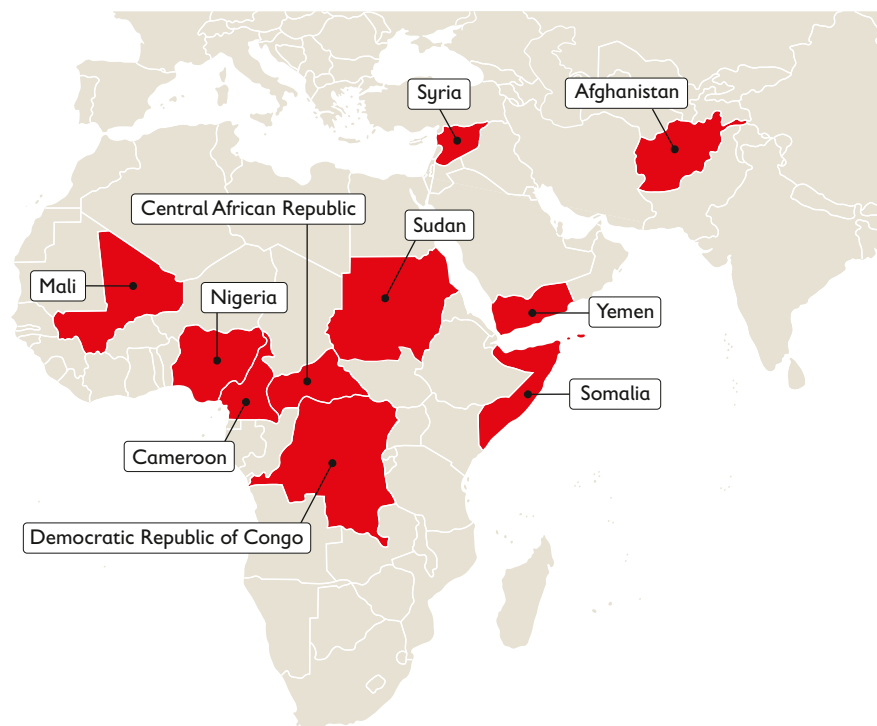 Syria
Afghanistan
Central African Republic
Sudan
Mali
Nigeria
Yemen
Somalia
Cameroon
Democratic Republic of Congo